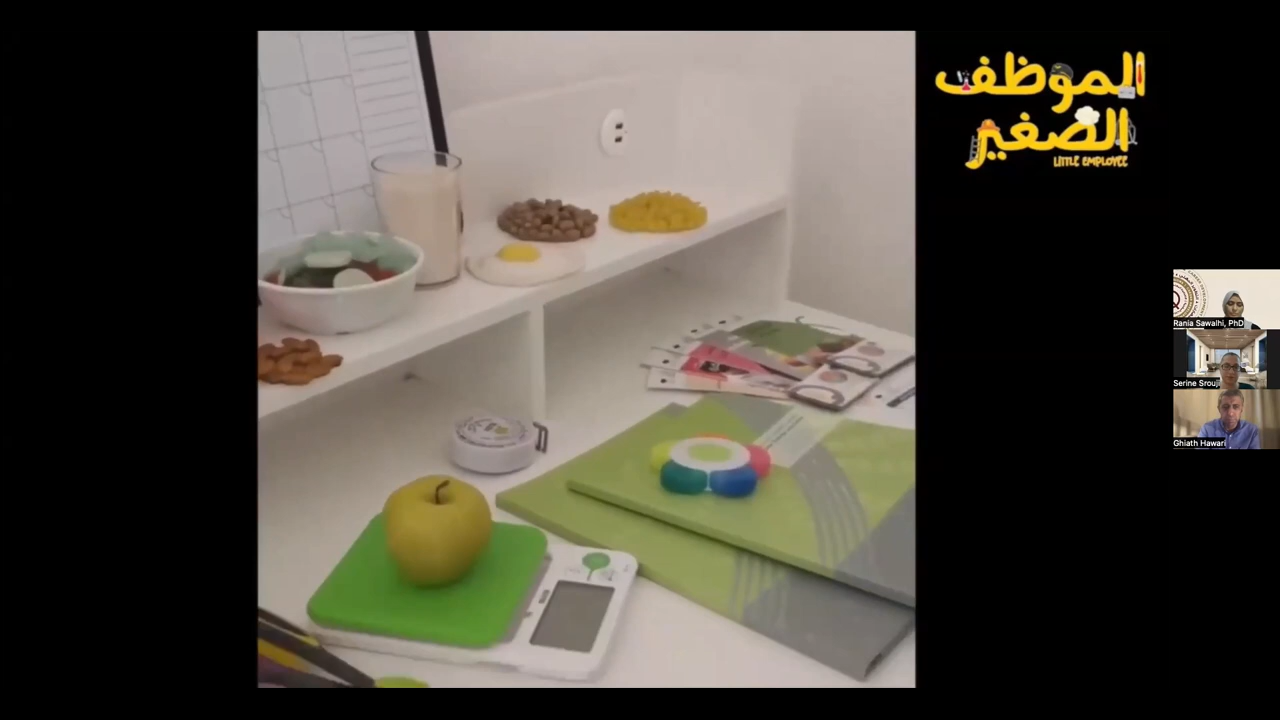 الموظف
الصغير
LITTLE EMPLOYEE
Rania Sawalhi, PhD
Serine Srouji
Ghiath Hawari